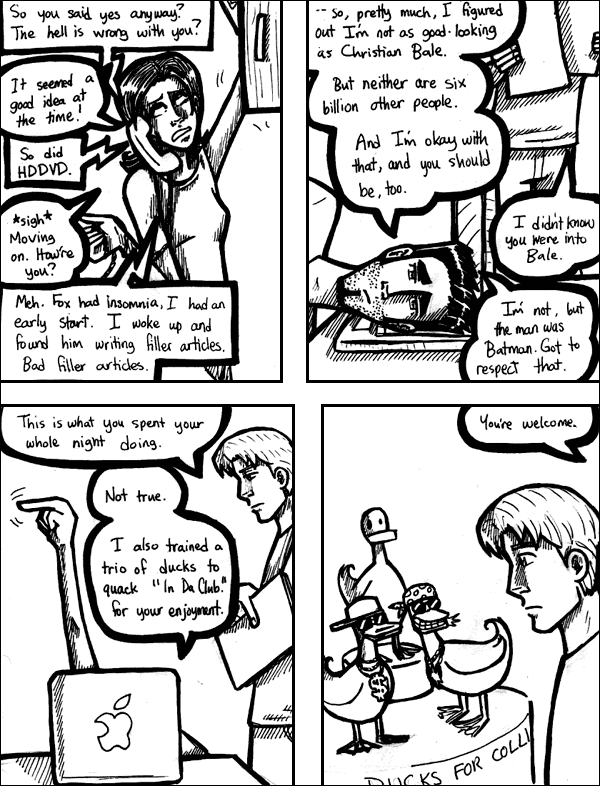 So you said yes anyway?
The hell is wrong with you?
It seemed a
good idea at
the time!
So did
HDDVD.
*sigh*
Moving
on. How're
you?
Meh. Fox had insomnia, I had an
early start. I woke up and
found him writing filler articles.
Bad filler articles.
-- so, pretty much, I figured
out I'm not as good-looking
as Christian Bale.
But neither are six
billion other people.
And I'm okay with
that, and you should
be, too.
I didn't know
you were into
Bale.
I'm not, but
the man was
Batman. Got to
respect that.
This is what you spent your
whole night doing.
Not true.
I also trained a
trio of ducks to
quack "In Da Club."
for your enjoyment.
You're welcome.
DUCKS FOR COLL